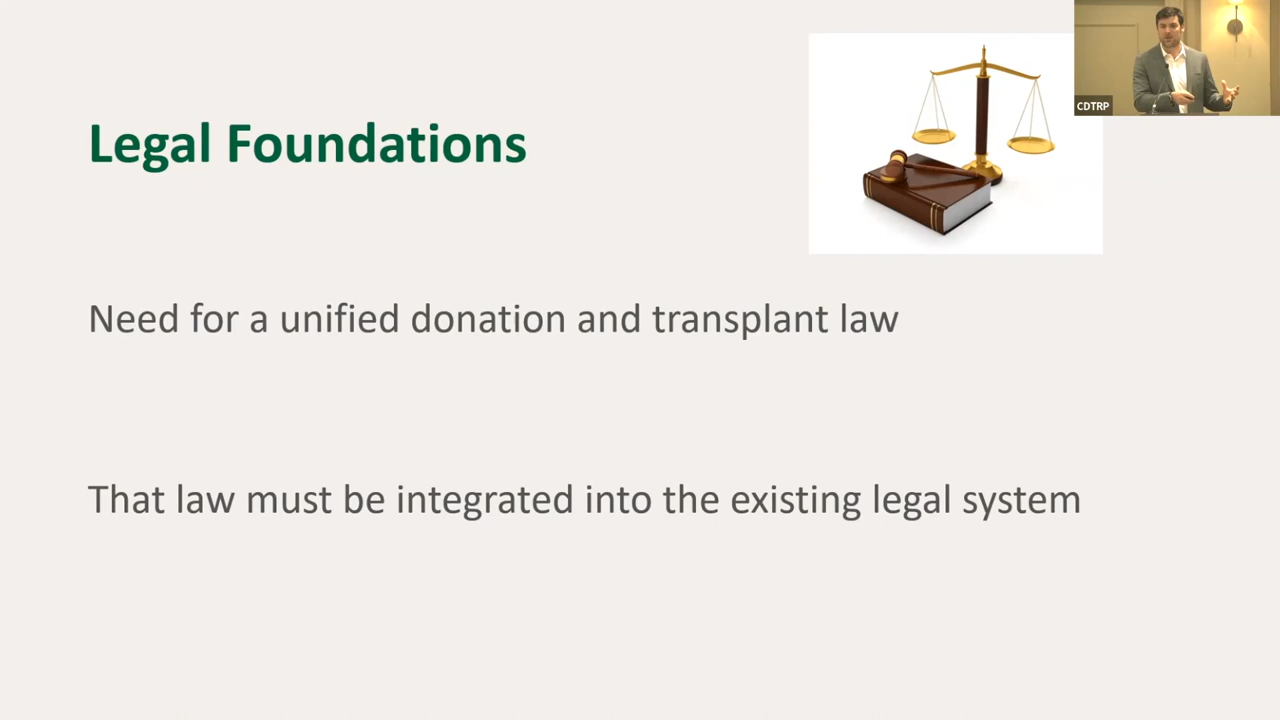 Legal Foundations
CDTRP
Need for a unified donation and transplant law
That law must be integrated into the existing legal system